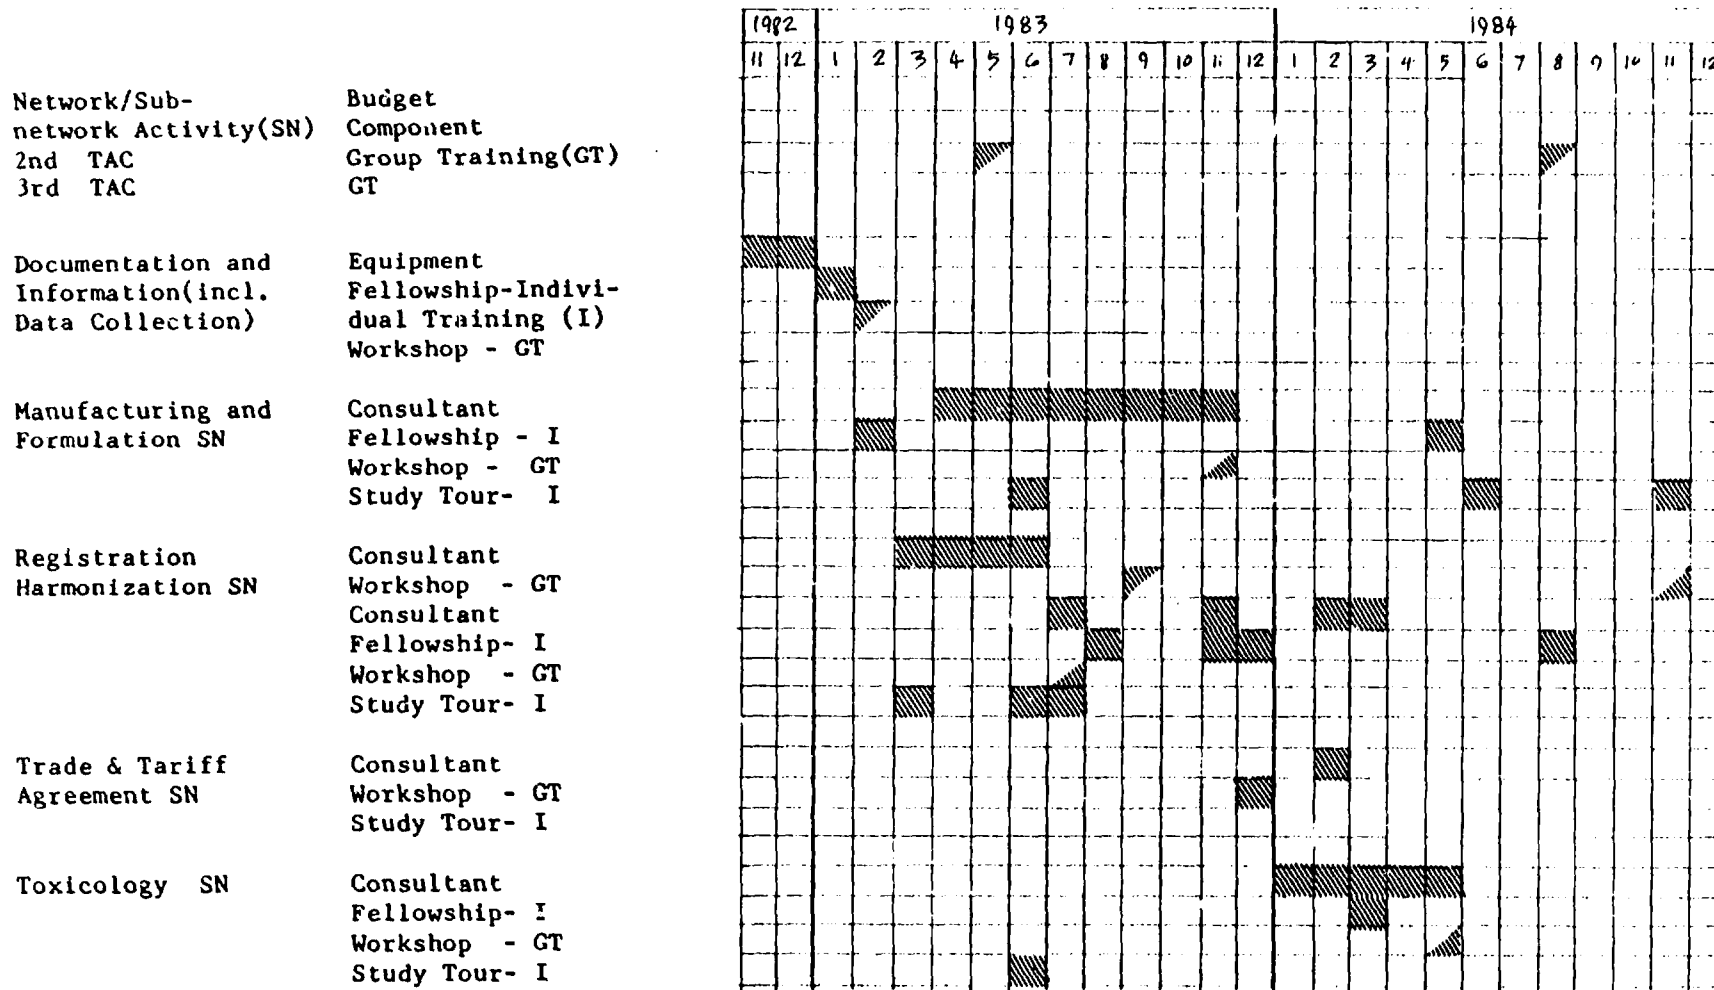 1982 1983 1984
11 12 1 2 3 4 5 6 7 8 9 10 11 12 1 2 3 4 5 6 7 8 9 10 11 12
Network/Sub- Budget
network Activity(SN) Component
2nd TAC Group Training(GT)
3rd TAC GT
Documentation and Equipment
Information(incl. Fellowship-Indivi-
Data Collection) dual Training (I)
Workshop - GT
Manufacturing and Consultant
Formulation SN Fellowship - I
Workshop - GT
Study Tour- I
Registration Consultant
Harmonization SN Workshop - GT
Consultant
Fellowship- I
Workshop - GT
Study Tour- I
Trade & Tariff Consultant
Agreement SN Workshop - GT
Study Tour- I
Toxicology SN Consultant
Fellowship- I
Workshop - GT
Study Tour- I